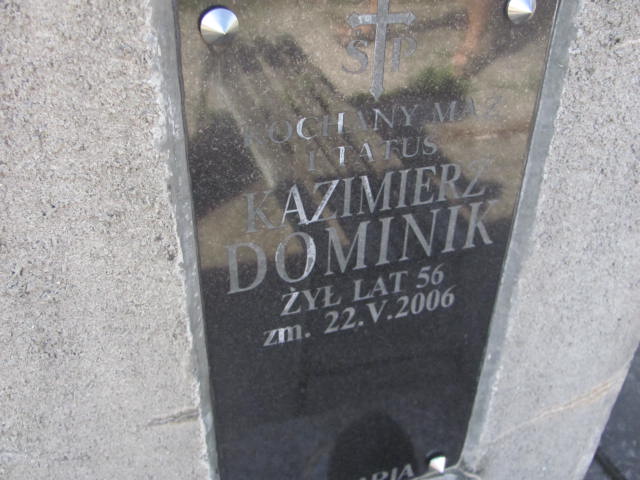 Ś P
KOCHANY MĄŻ
I TATUŚ
KAZIMIERZ
DOMINIK
ŻYŁ LAT 56
zm. 22.V.2006